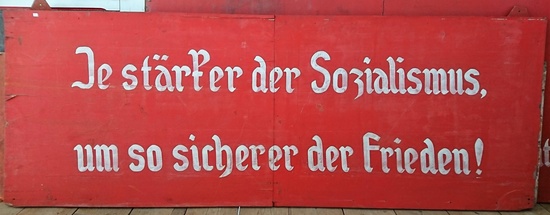 Je stärker der Sozialismus,
um so sicherer der Frieden!